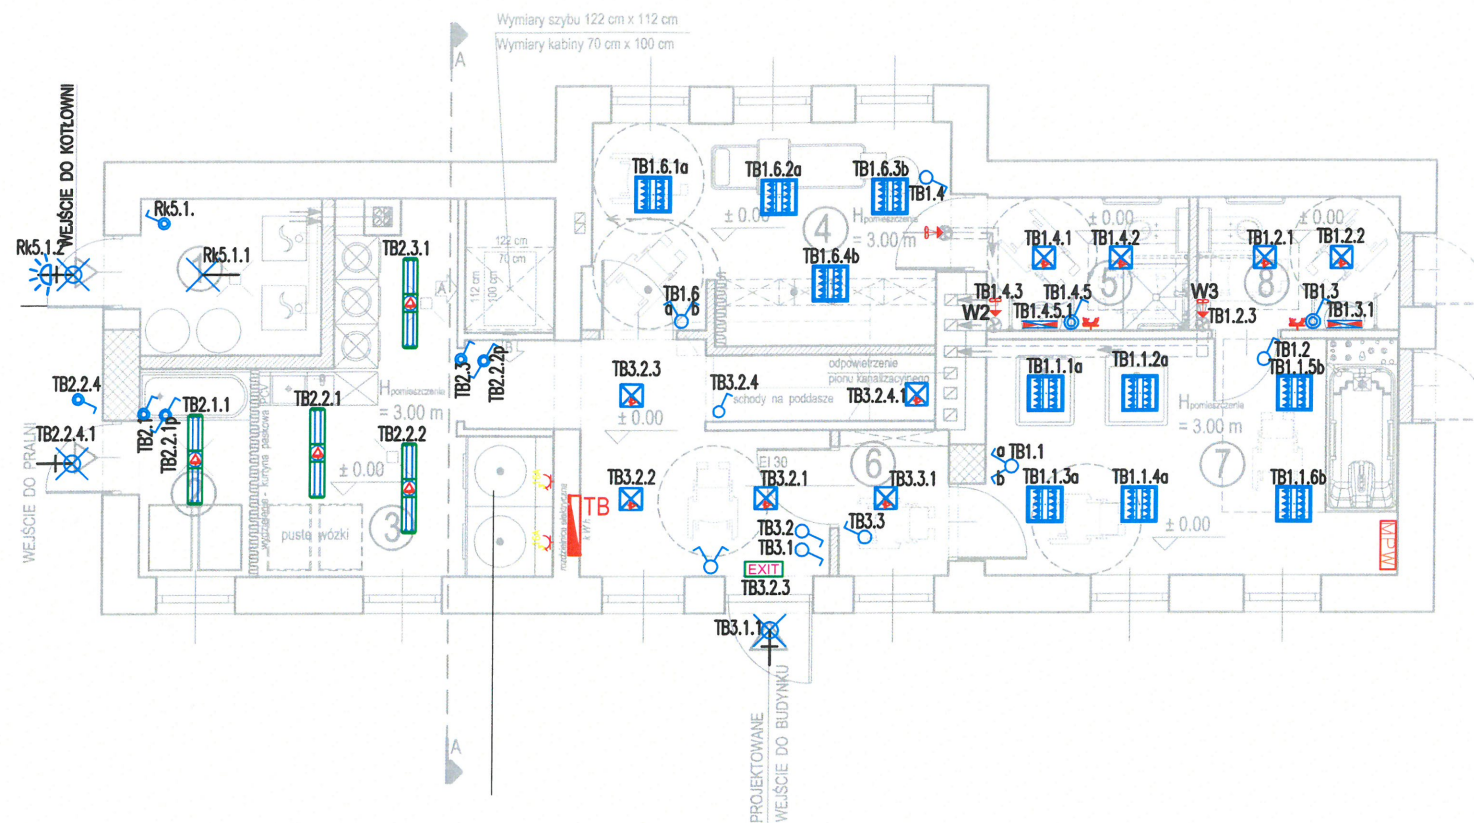 Wymiary szybu 122 cm x 112 cm
Wymiary kabiny 70 cm x 100 cm
A
WEJŚCIE DO KOTŁOWNI
Rk5.1.
Rk5.1.2
Rk5.1.1
TB2.3.1
122 cm
70 cm
112 cm
100 cm
A
B
TB1.6.1a
TB1.6.2a
TB1.6.3b
TB1.4
± 0.00
4
H pomieszczenie
= 3.00 m
TB1.6.4b
TB1.6
a b
± 0.00
TB1.4.1
TB1.4.2
5
TB1.4.3
TB1.4.5
W2
TB1.4.5.1
± 0.00
TB1.2.1
TB1.2.2
8
W3
TB1.2.3
TB1.3
TB1.3.1
TB2.2.4
TB2.2.4.1
WEJŚCIE DO PRALNI
TB2.1
TB2.2.1p
TB2.1.1
TB2.2.1
H pomieszczenie
= 3.00 m
TB2.2.2
± 0.00
3
puste wózki
TB2.3
TB2.2.2p
TB3.2.3
± 0.00
TB3.2.4
schody na poddasze
odpowietrzenie
pionu kanalizacyjnego
TB3.2.4.1
TB1.1.1a
TB1.1.2a
TB1.2
TB1.1.5b
H pomieszczenie
= 3.00 m
7
a
TB1.1
b
TB1.1.3a
TB1.1.4a
TB1.1.6b
± 0.00
MPW
TB
rozdzielnica elektryczna
TB3.2.2
EI 30
TB3.2.1
6
TB3.3.1
TB3.2
TB3.3
TB3.1
EXIT
TB3.2.3
TB3.1.1
PROJEKTOWANE
WEJŚCIE DO BUDYNKU
A